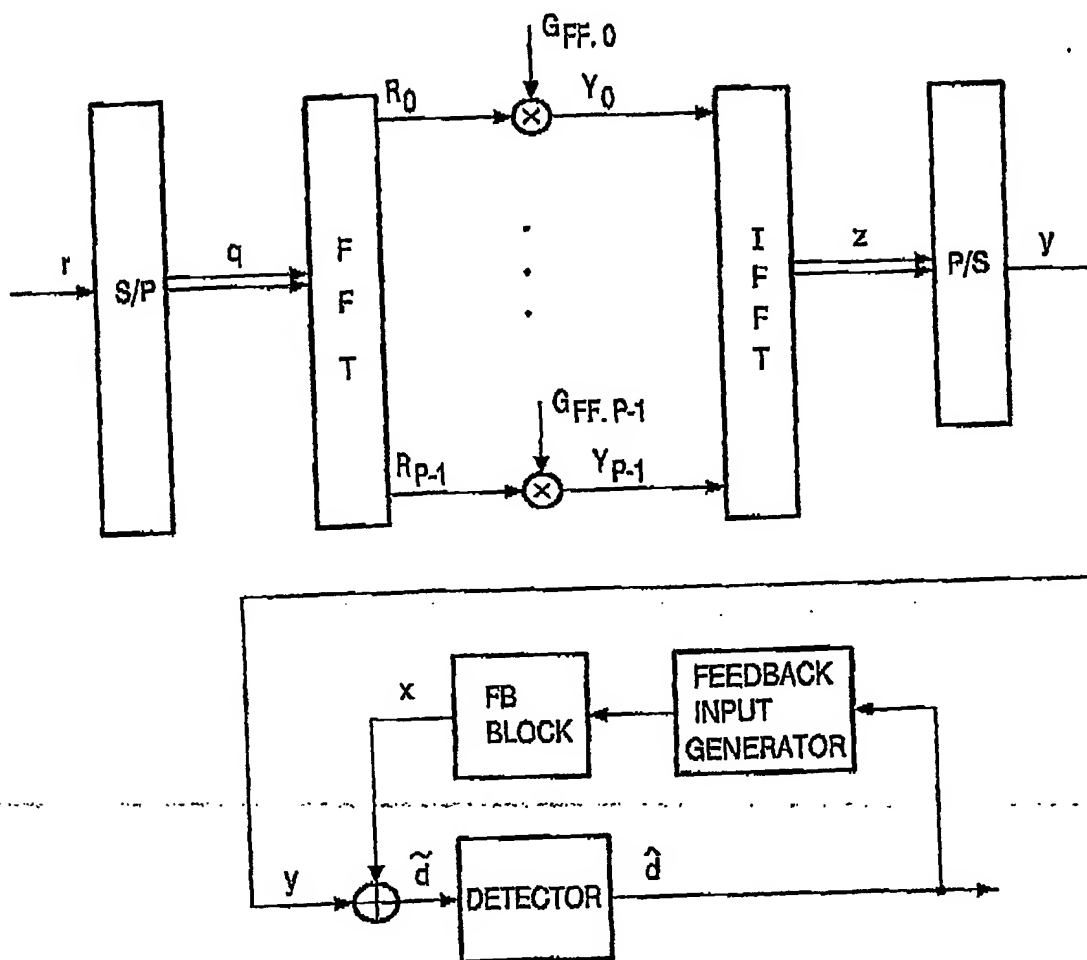 G_FF,0
R_0
Y_0
r
S/P
q
F
F
T
I
F
F
T
z
P/S
y
G_FF,P-1
R_P-1
Y_P-1
x
FB
BLOCK
FEEDBACK
INPUT
GENERATOR
y
d̃
DETECTOR
d̂